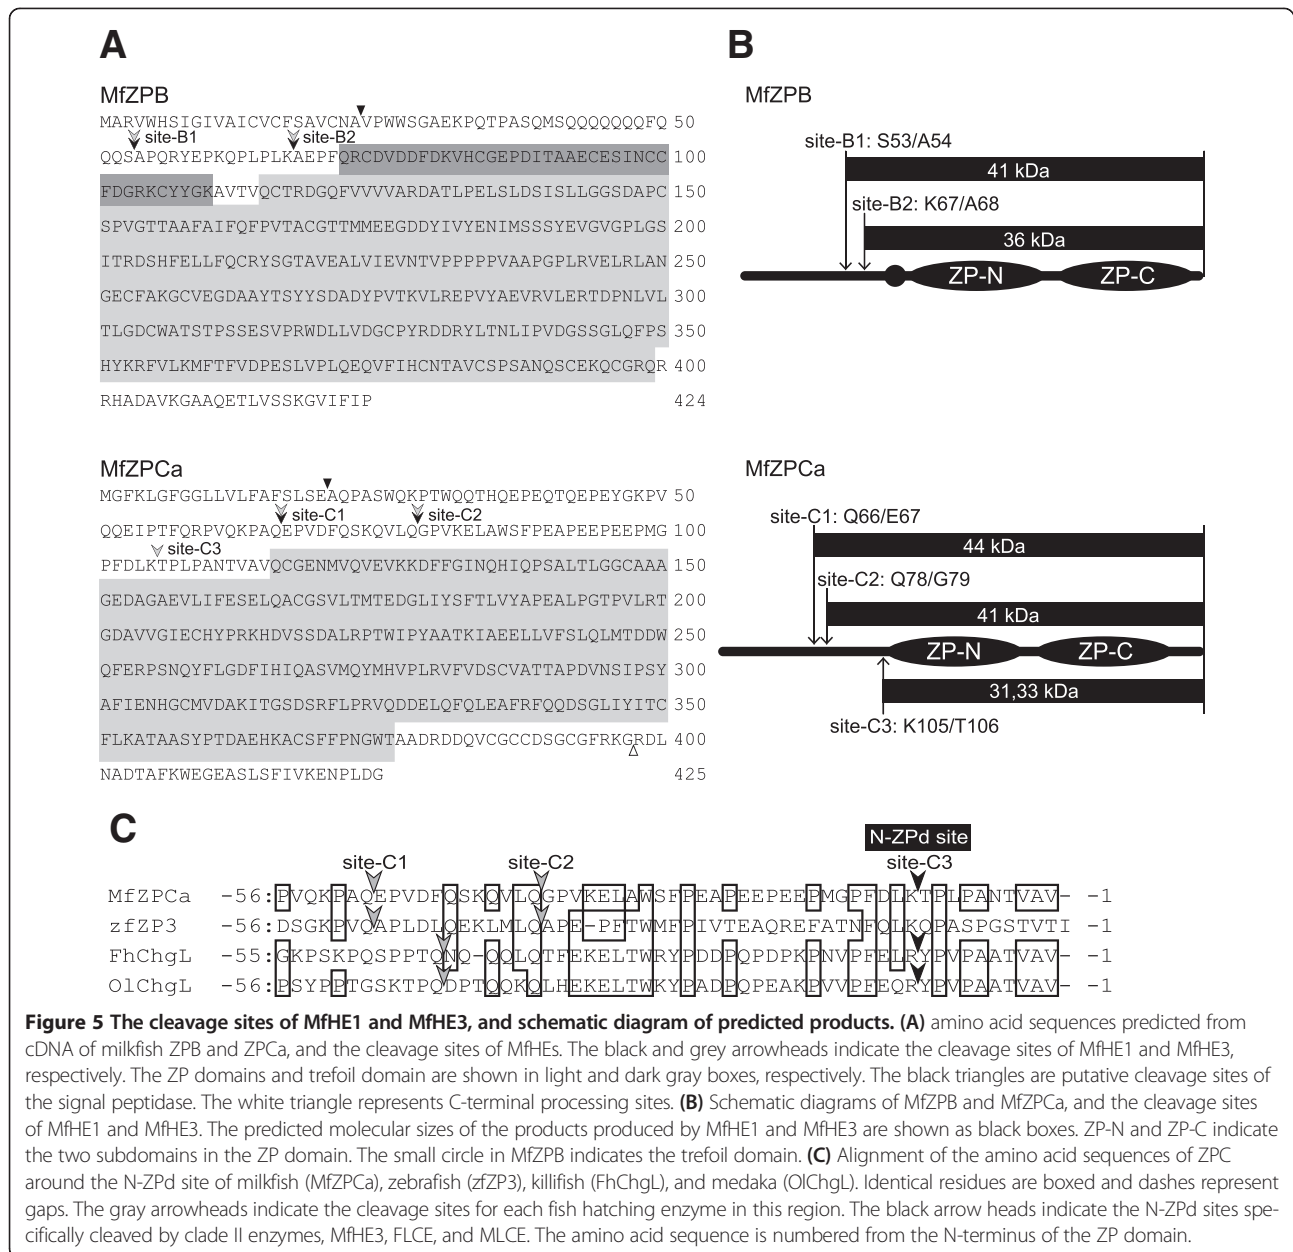 A
MfZPB
MARVWHSIGIVAICVCFSAVCNAVPWWSGAEKPQTPASQMSQQQQQQQFQ 50
site-B1 site-B2
QQSAPQRYEPKQPLPLKAEPFQRCDVDDFDKVHCGEPDITAAECESINCC 100
FDGRKCYYGKAVTVQCTRDGQFVVVVARDATLPELSLDSISLLGGSDAPC 150
SPVGTTAAFAIFQFPVTACGTTMMEEGDDYIVYENIMSSSYEVGVGPLGS 200
ITRDSHFELLFQCRYSGTAVEALVIEVNTVPPPPPVAAPGPLRVELRLAN 250
GECFAKGCVEGDAAYTSYYSDADYPVTKVLREPVYAEVRVLERTDPNLVL 300
TLGDCWATSTPSSESVPRWDLLVDGCPYRDDRYLTNLIPVDGSSGLQFPS 350
HYKRFVLKMFTFVDPESLVPLQEQVFIHCNTAVCSPSANQSCEKQCGRQR 400
RHADAVKGAAQETLVSSKGVIFIP 424
MfZPCa
MGFKLGFGGLLVLFAFSLSEAQPASWQKPTWQQTHQEPEQTQEPEYGKPV 50
QQEIPTFQRPVQKPAQEPVDFQSKQVLQGPVKELAWSFPEAPEEPEEPMG 100
site-C1 site-C2
site-C3
PFDLKTPLPANTVAVQCGENMVQVEVKKDFFGINQHIQPSALTLGGCAAA 150
GEDAGAEVLIFESELQACGSVLTMTEDGLIYSFTLVYAPEALPGTPVLRT 200
GDAVVGIECHYPRKHDVSSDALRPTWIPYAATKIAEELLVFSLQLMTDDW 250
QFERPSNQYFLGDFIHIQASVMQYMHVPLRVFVDSCVATTAPDVNSIPSY 300
AFIENHGCMVDAKITGSDSRFLPRVQDDELQFQLEAFRFQQDSGLIYITC 350
FLKATAASYPTDAEHKACSFFPNGWTAADRDDQVCGCCDSGCGFRKGRDL 400
NADTAFKWEGEASLSFIVKENPLDG 425
B
MfZPB
site-B1: S53/A54
41 kDa
site-B2: K67/A68
36 kDa
ZP-N ZP-C
MfZPCa
site-C1: Q66/E67
44 kDa
site-C2: Q78/G79
41 kDa
ZP-N ZP-C
31,33 kDa
site-C3: K105/T106
C
N-ZPd site
site-C1 site-C2 site-C3
MfZPCa -56:PVQKPAQEPVDFQSKQVLQGPVKELAWSFPEAPEEPEEPMGPFDLKTPLPANTVAV- -1
zfZP3 -56:DSGKPVQAPLDLQEKLMLQAPE-PFTWMFPIVTEAQREFATNFQLKQPASPGSTVTI -1
FhChgL -55:GKPSKPQSPPTQNQ-QQLQTFEKELTWRYPDDPQPDPKPNVPFELRYPVPAATVAV- -1
OlChgL -56:PSYPPTGSKTPQDPTQQKQLHEKELTWKYPADPQPEAKPVVPFEQRYPVPAATVAV- -1
Figure 5 The cleavage sites of MfHE1 and MfHE3, and schematic diagram of predicted products. (A) amino acid sequences predicted from
cDNA of milkfish ZPB and ZPCa, and the cleavage sites of MfHEs. The black and grey arrowheads indicate the cleavage sites of MfHE1 and MfHE3,
respectively. The ZP domains and trefoil domain are shown in light and dark gray boxes, respectively. The black triangles are putative cleavage sites of
the signal peptidase. The white triangle represents C-terminal processing sites. (B) Schematic diagrams of MfZPB and MfZPCa, and the cleavage sites
of MfHE1 and MfHE3. The predicted molecular sizes of the products produced by MfHE1 and MfHE3 are shown as black boxes. ZP-N and ZP-C indicate
the two subdomains in the ZP domain. The small circle in MfZPB indicates the trefoil domain. (C) Alignment of the amino acid sequences of ZPC
around the N-ZPd site of milkfish (MfZPCa), zebrafish (zfZP3), killifish (FhChgL), and medaka (OlChgL). Identical residues are boxed and dashes represent
gaps. The gray arrowheads indicate the cleavage sites for each fish hatching enzyme in this region. The black arrow heads indicate the N-ZPd sites spe-
cifically cleaved by clade II enzymes, MfHE3, FLCE, and MLCE. The amino acid sequence is numbered from the N-terminus of the ZP domain.